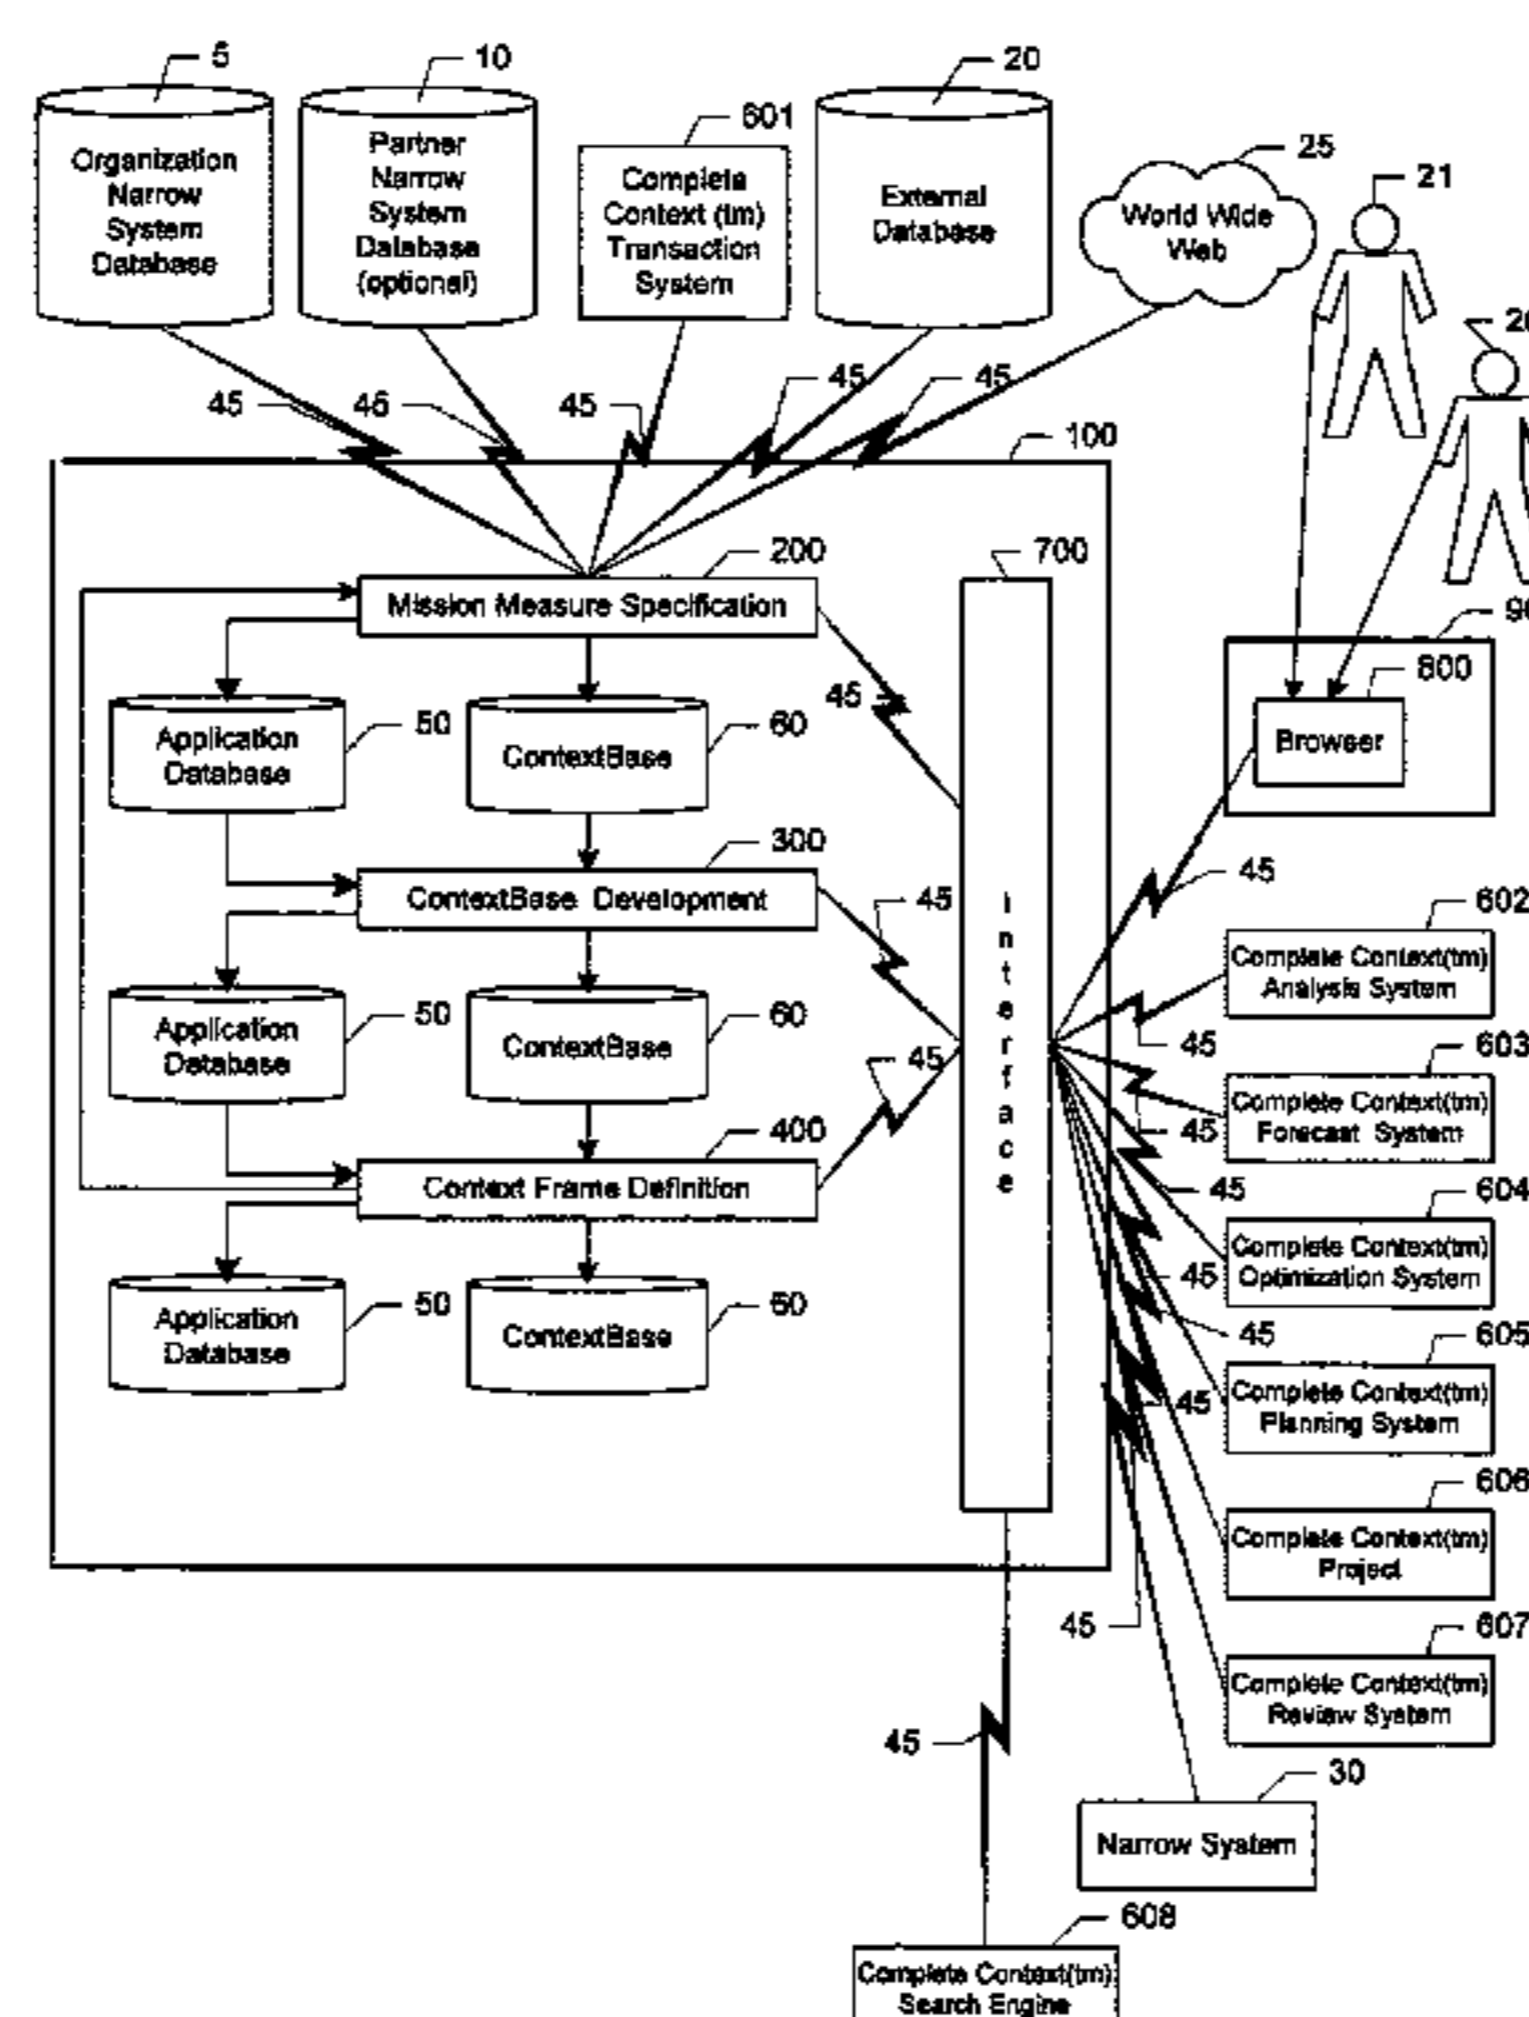 5
10
601
20
25
21
Organization
Narrow
System
Database
Partner
Narrow
System
Database
(optional)
Complete
Context (tm)
Transaction
System
External
Database
World Wide
Web
45
45
45
45
45
100
200
700
Mission Measure Specification
800
45
Browser
Application
Database
50
ContextBase
60
300
ContextBase Development
45
45
602
Complete Context(tm)
Analysis System
Application
Database
50
ContextBase
60
Interface
45
45
603
Complete Context(tm)
Forecast System
45
400
Context Frame Definition
45
604
Complete Context(tm)
Optimization System
45
Application
Database
50
ContextBase
60
45
605
Complete Context(tm)
Planning System
45
606
Complete Context(tm)
Project
45
607
Complete Context(tm)
Review System
45
30
Narrow System
608
Complete Context(tm)
Search Engine